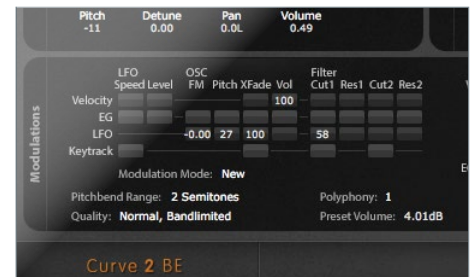 Pitch Detune Pan Volume
-11 0.00 0.0L 0.49
LFO OSC Filter
Speed Level FM Pitch XFade Vol Cut1 Res1 Cut2 Res2
Velocity 100
EG
LFO -0.00 27 100 58
Keytrack
Modulations
Modulation Mode: New
Pitchbend Range: 2 Semitones Polyphony: 1
Quality: Normal, Bandlimited Preset Volume: 4.01dB
Curve 2 BE